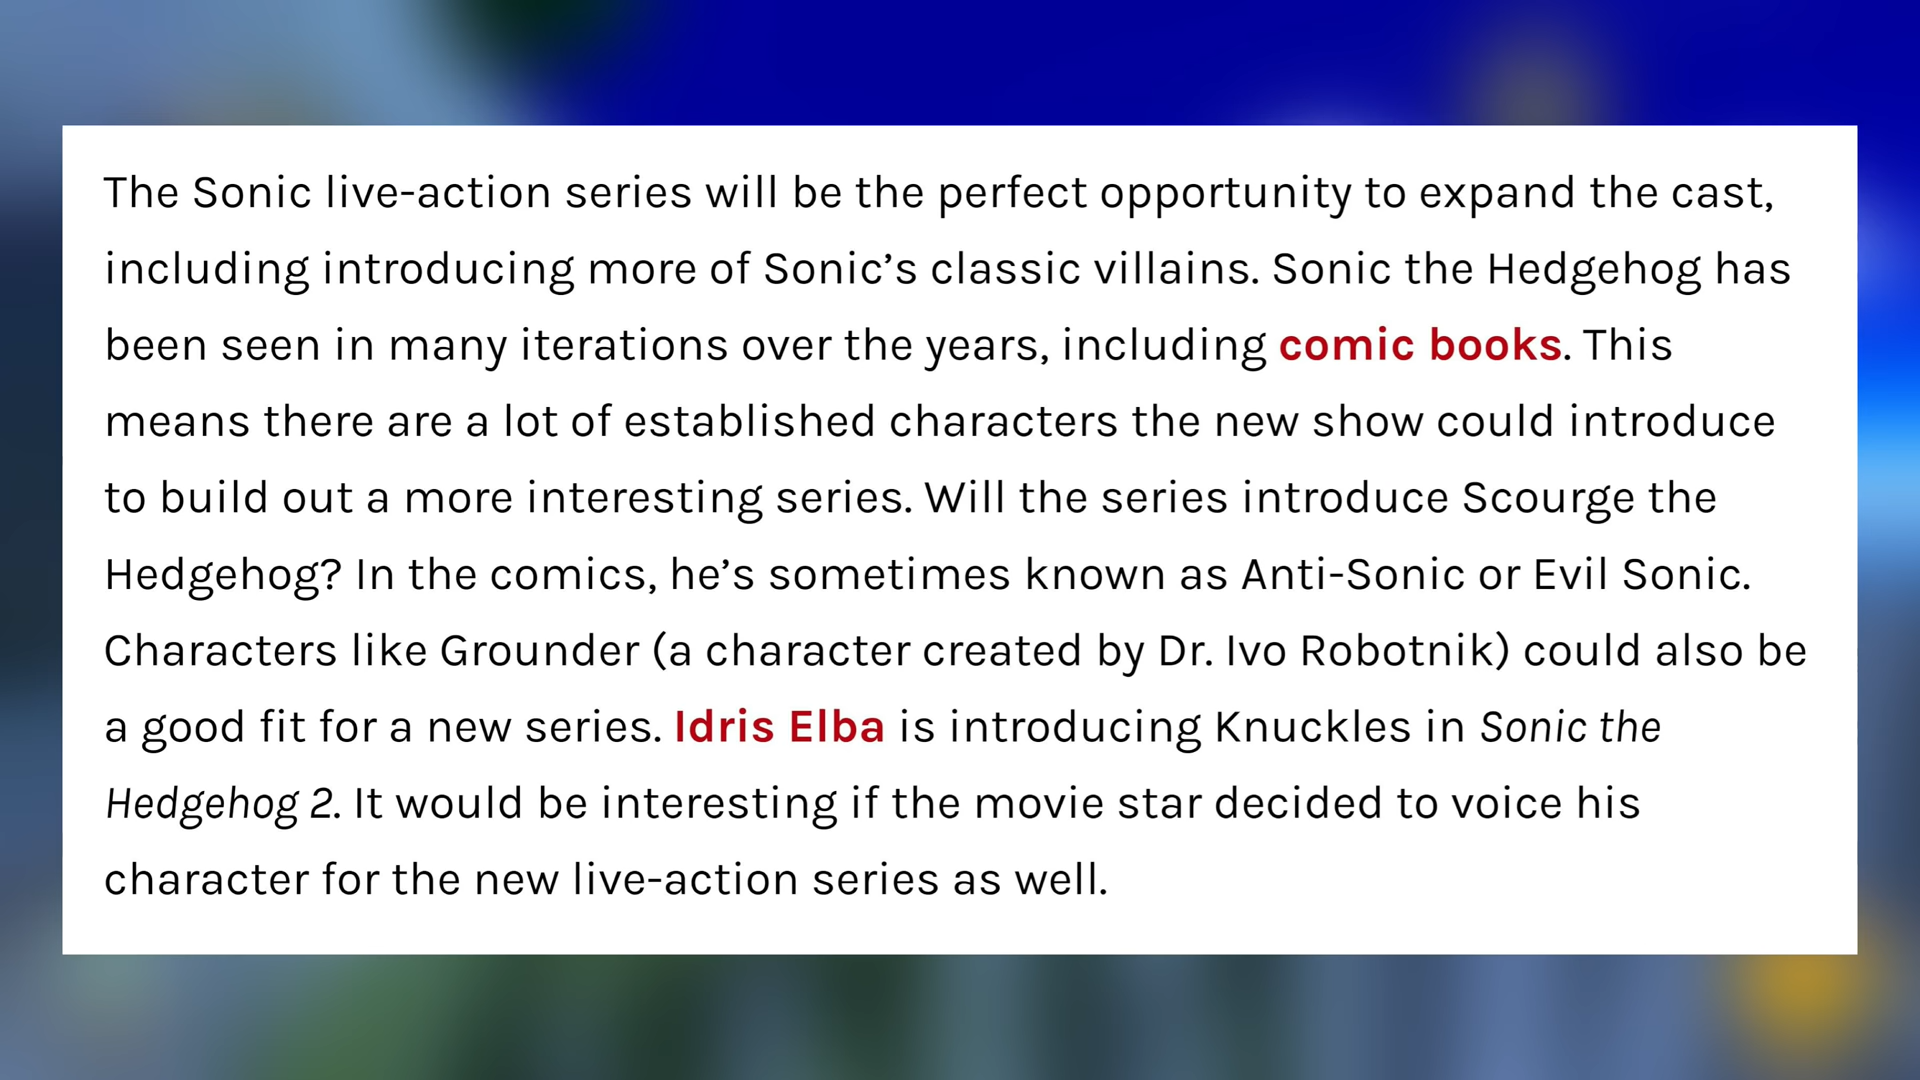 The Sonic live-action series will be the perfect opportunity to expand the cast,
including introducing more of Sonic’s classic villains. Sonic the Hedgehog has
been seen in many iterations over the years, including comic books. This
means there are a lot of established characters the new show could introduce
to build out a more interesting series. Will the series introduce Scourge the
Hedgehog? In the comics, he’s sometimes known as Anti-Sonic or Evil Sonic.
Characters like Grounder (a character created by Dr. Ivo Robotnik) could also be
a good fit for a new series. Idris Elba is introducing Knuckles in Sonic the
Hedgehog 2. It would be interesting if the movie star decided to voice his
character for the new live-action series as well.